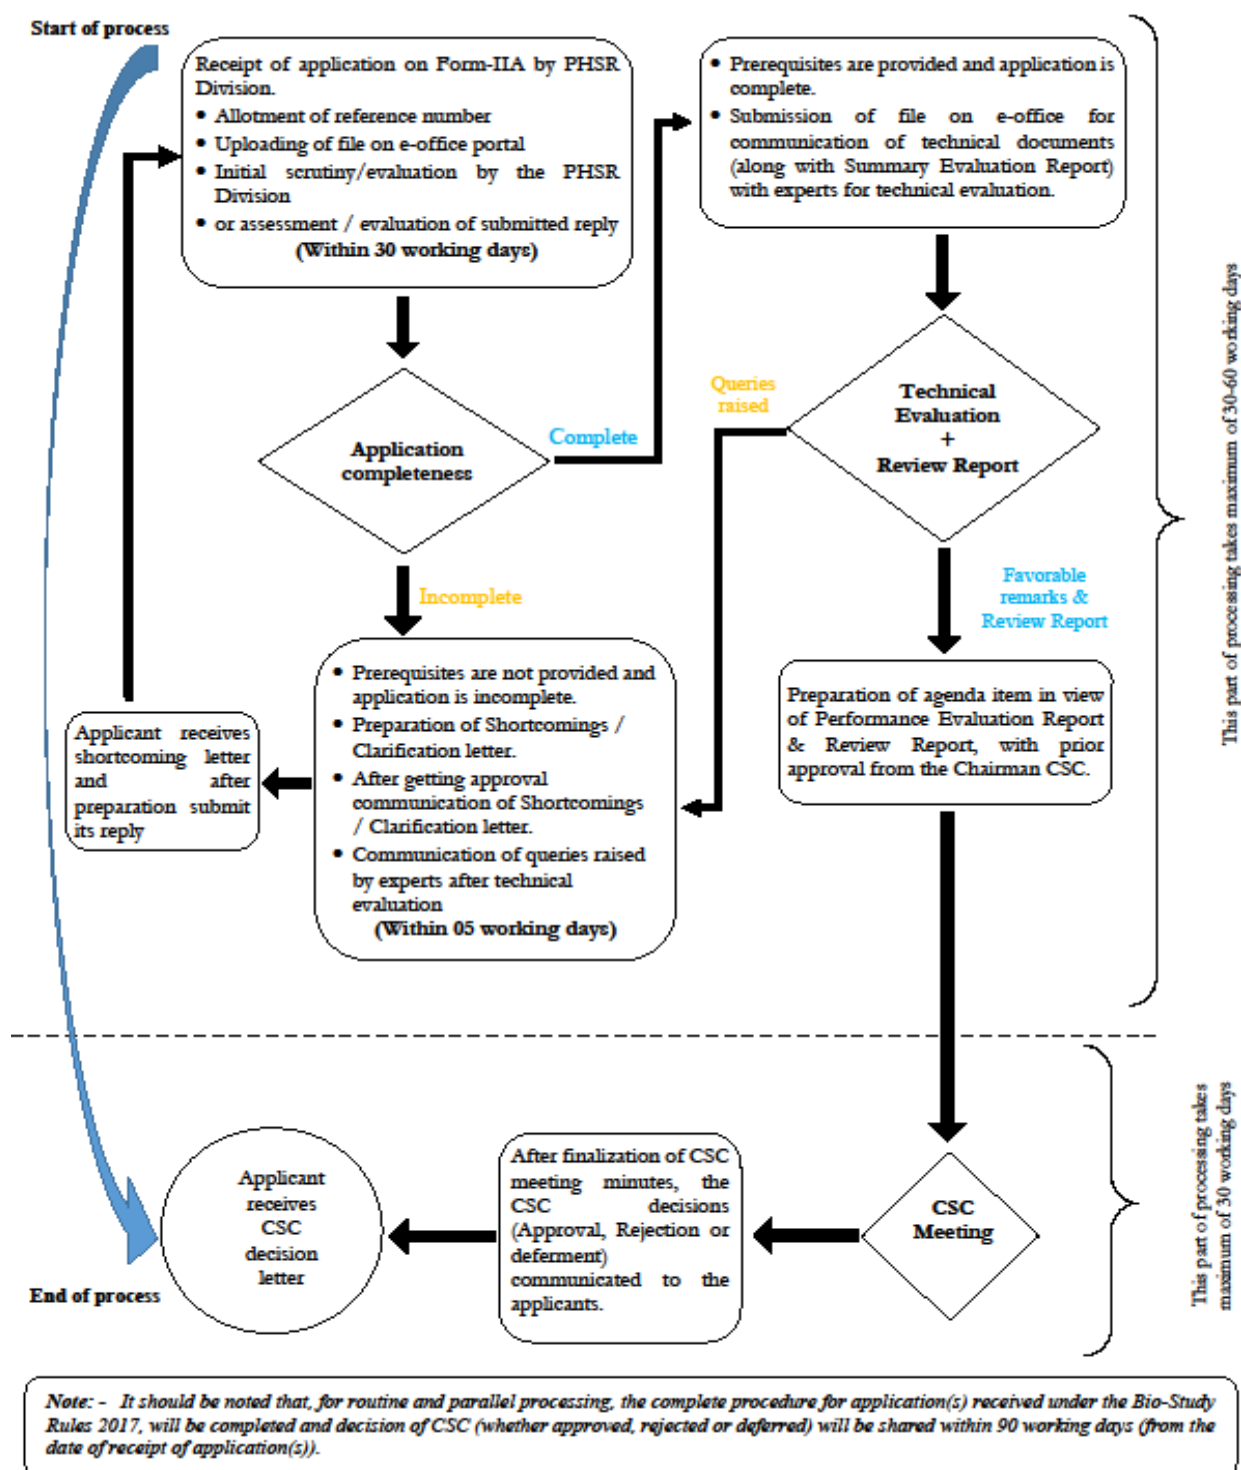 Start of process
Receipt of application on Form-IIA by PHSR
Division.
• Allotment of reference number
• Uploading of file on e-office portal
• Initial scrutiny/evaluation by the PHSR
Division
• or assessment / evaluation of submitted reply
(Within 30 working days)
• Prerequisites are provided and application is
complete.
• Submission of file on e-office for
communication of technical documents
(along with Summary Evaluation Report)
with experts for technical evaluation.
Application
completeness
Complete
Incomplete
Queries
raised
Technical
Evaluation
+
Review Report
Favorable
remarks &
Review Report
• Prerequisites are not provided and
application is incomplete.
• Preparation of Shortcomings /
Clarification letter.
• After getting approval
communication of Shortcomings
/ Clarification letter.
• Communication of queries raised
by experts after technical
evaluation
(Within 05 working days)
Applicant receives
shortcoming letter
and after
preparation submit
its reply
Preparation of agenda item in view
of Performance Evaluation Report
& Review Report, with prior
approval from the Chairman CSC.
This part of processing takes maximum of 30-60 working days
CSC
Meeting
After finalization of CSC
meeting minutes, the
CSC decisions
(Approval, Rejection or
deferment)
communicated to the
applicants.
Applicant
receives
CSC
decision
letter
End of process
This part of processing takes
maximum of 30 working days
Note: - It should be noted that, for routine and parallel processing, the complete procedure for application(s) received under the Bio-Study
Rules 2017, will be completed and decision of CSC (whether approved, rejected or deferred) will be shared within 90 working days (from the
date of receipt of application(s)).